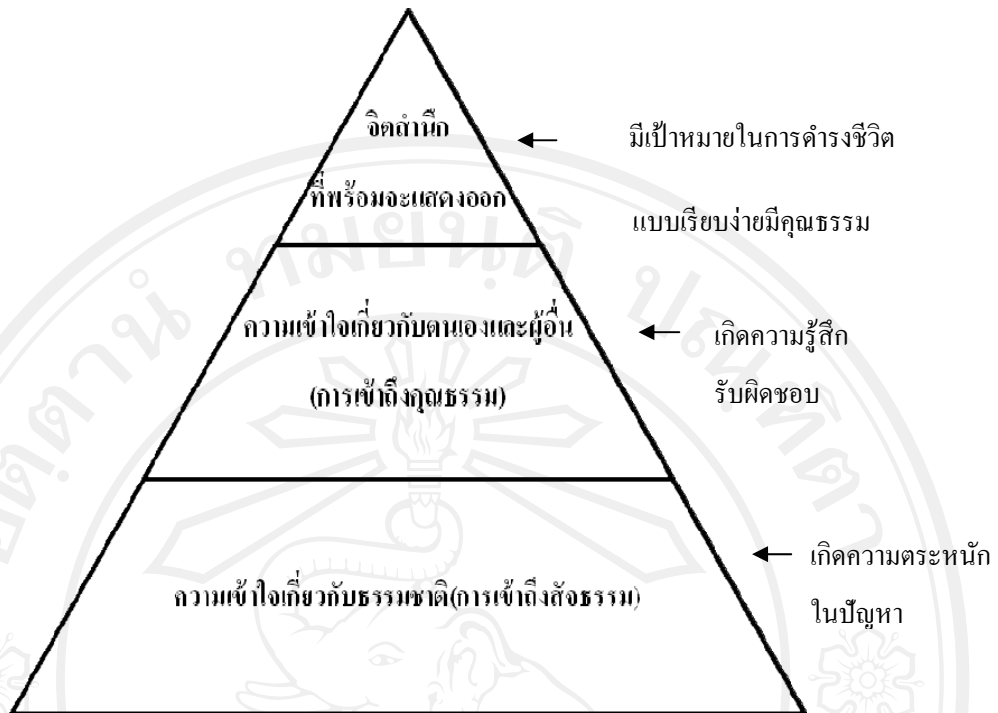 จิตสำนึก
ที่พร้อมจะแสดงออก
มีเป้าหมายในการดำรงชีวิต
แบบเรียบง่ายมีคุณธรรม
ความเข้าใจเกี่ยวกับตนเองและผู้อื่น
(การเข้าถึงคุณธรรม)
เกิดความรู้สึก
รับผิดชอบ
ความเข้าใจเกี่ยวกับธรรมชาติ(การเข้าถึงสัจธรรม)
เกิดความตระหนัก
ในปัญหา